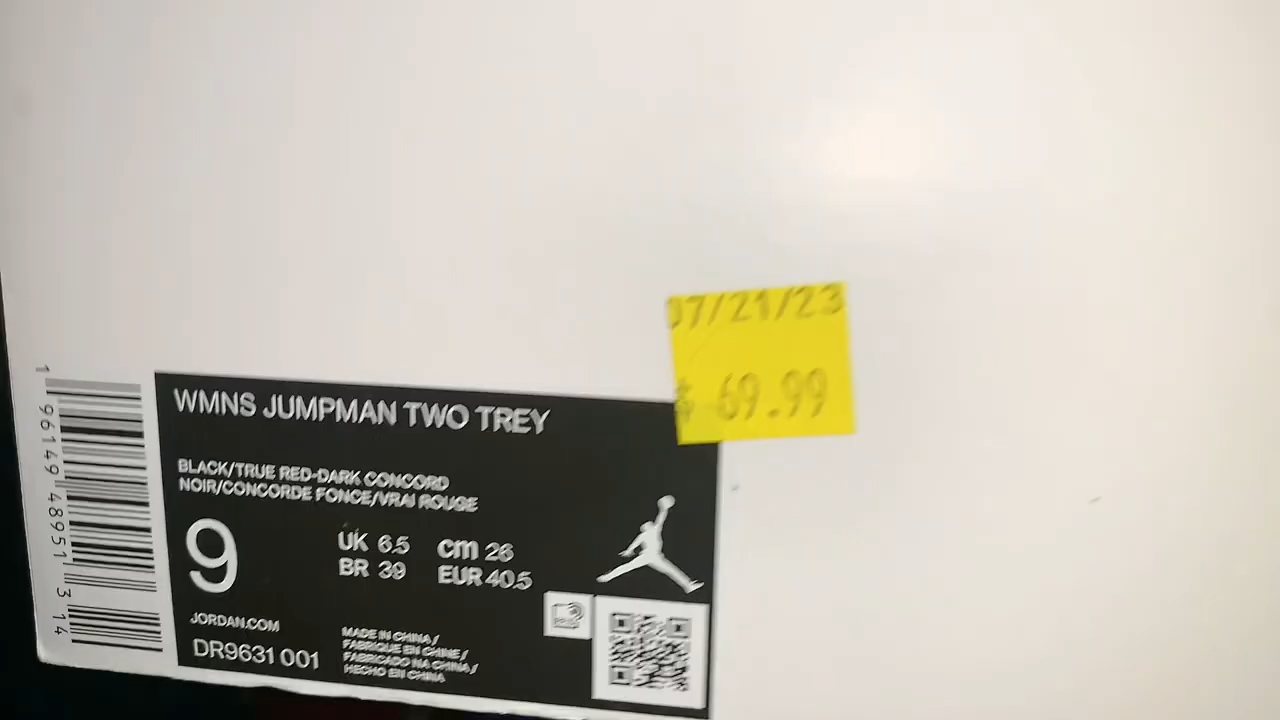 07/21/23
$ 69.99
WMNS JUMPMAN TWO TREY
BLACK/TRUE RED-DARK CONCORD
NOIR/CONCORDE FONCE/VRAI ROUGE
9
UK 6.5 cm 26
BR 39 EUR 40.5
JORDAN.COM
DR9631 001
MADE IN CHINA/
FABRIQUE EN CHINE/
FABRICADO NA CHINA/
HECHO EN CHINA
1 96149 48951 3 14